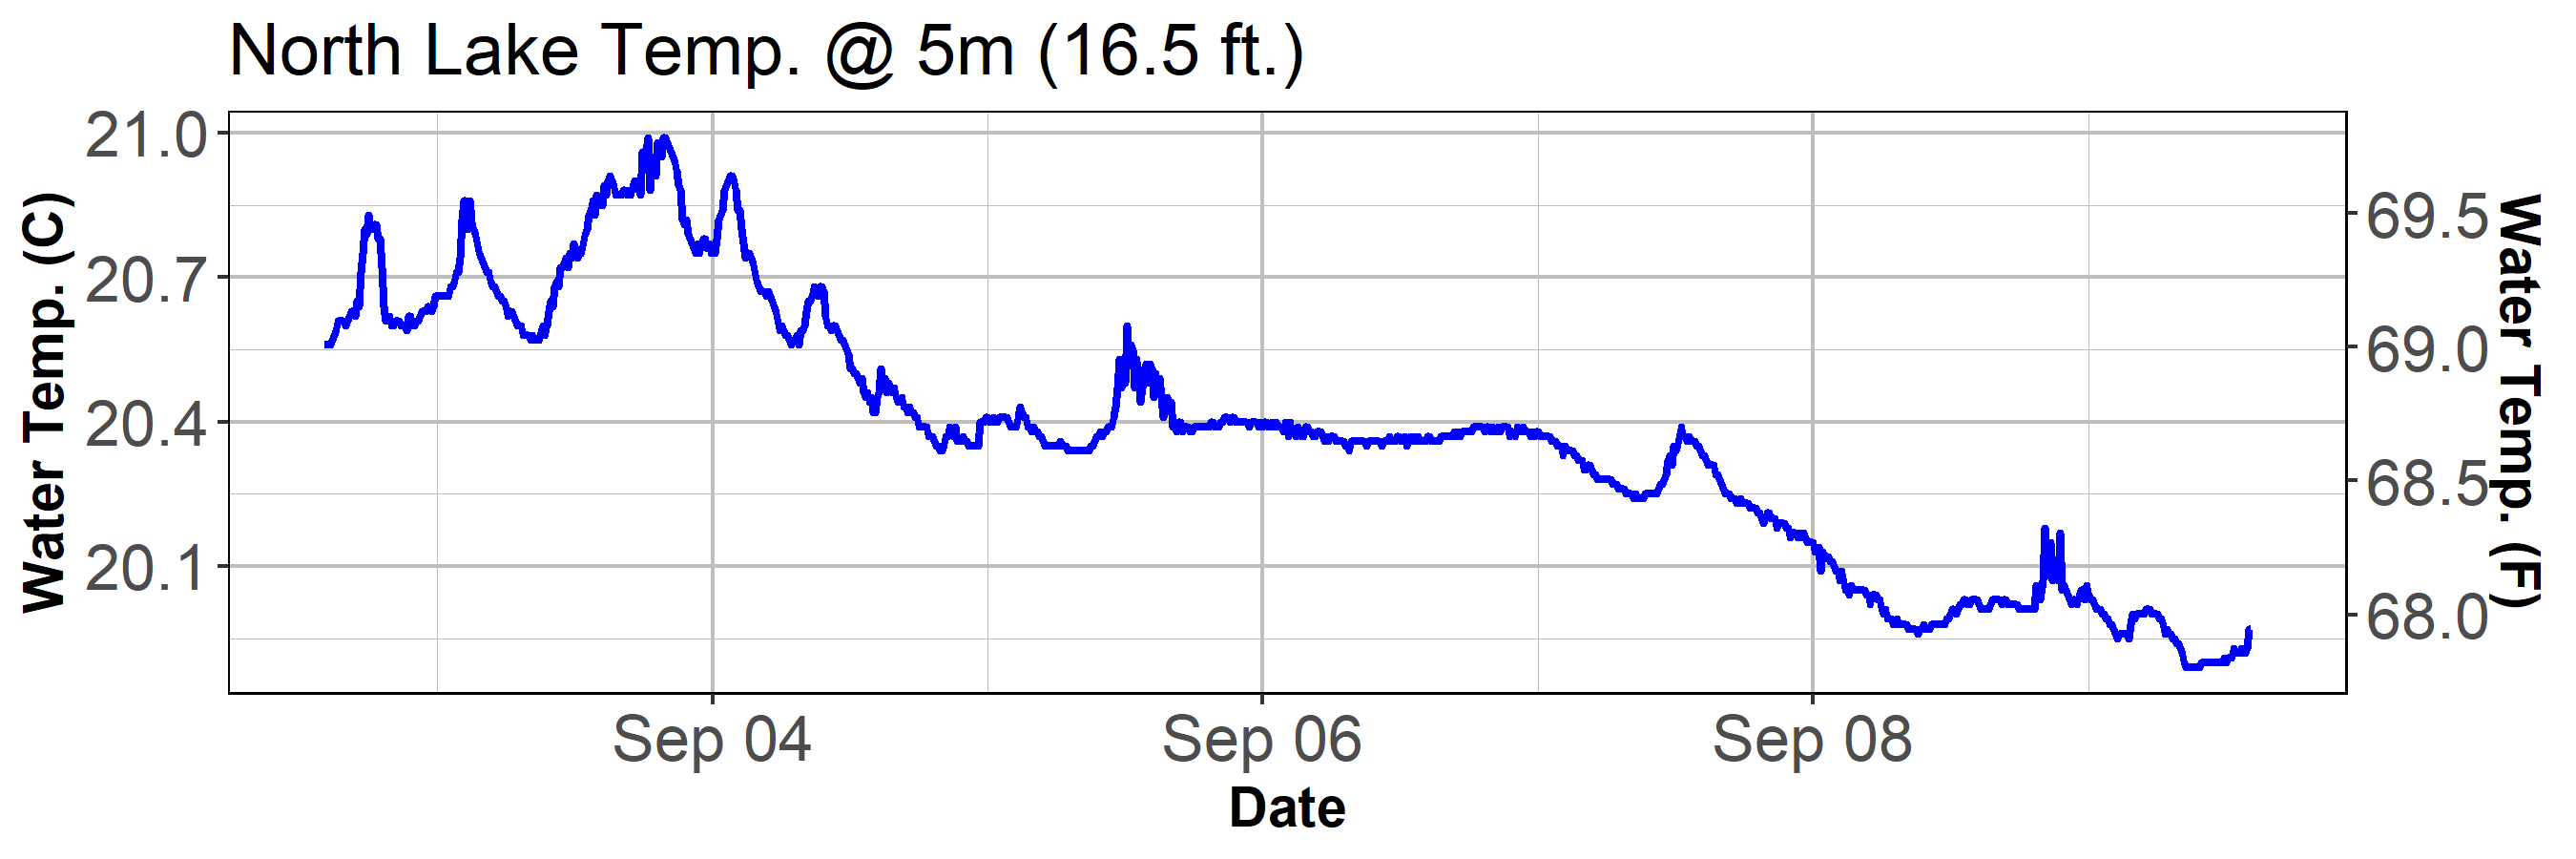 North Lake Temp. @ 5m (16.5 ft.)
Water Temp. (C)
21.0
20.7
20.4
20.1
69.5
69.0
68.5
68.0
Water Temp. (F)
Sep 04
Sep 06
Sep 08
Date